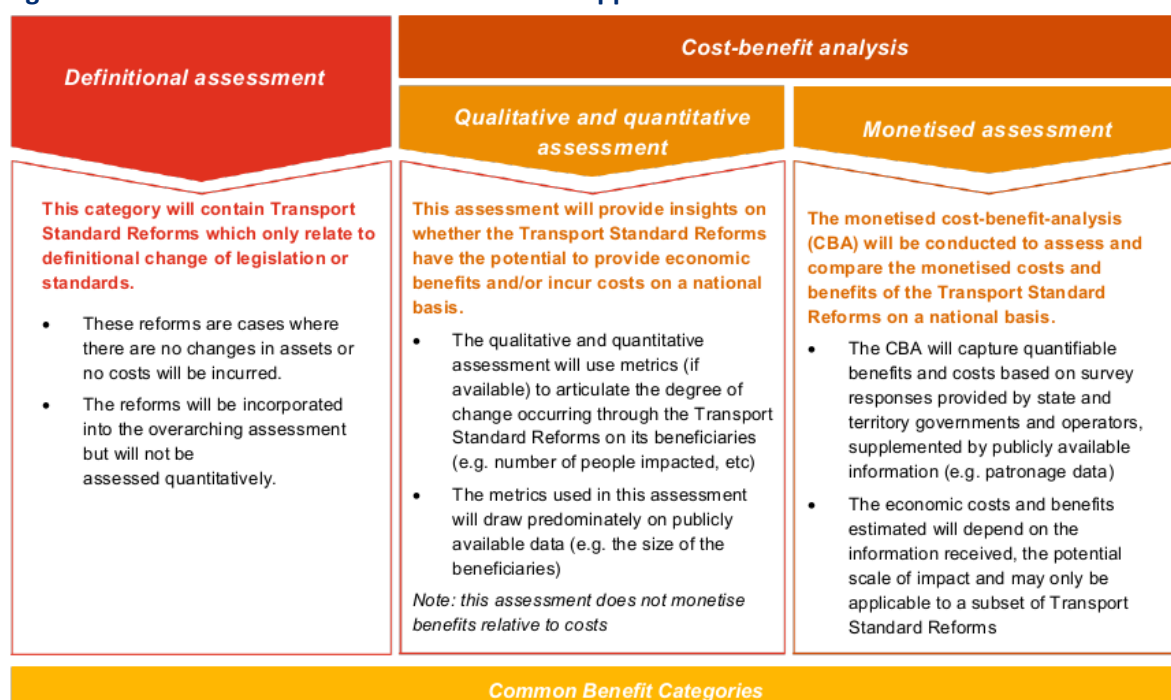 Definitional assessment
Cost-benefit analysis
Qualitative and quantitative
assessment
Monetised assessment
This category will contain Transport
Standard Reforms which only relate to
definitional change of legislation or
standards.
• These reforms are cases where
there are no changes in assets or
no costs will be incurred.
• The reforms will be incorporated
into the overarching assessment
but will not be
assessed quantitatively.
This assessment will provide insights on
whether the Transport Standard Reforms
have the potential to provide economic
benefits and/or incur costs on a national
basis.
• The qualitative and quantitative
assessment will use metrics (if
available) to articulate the degree of
change occurring through the Transport
Standard Reforms on its beneficiaries
(e.g. number of people impacted, etc)
• The metrics used in this assessment
will draw predominately on publicly
available data (e.g. the size of the
beneficiaries)
Note: this assessment does not monetise
benefits relative to costs
The monetised cost-benefit-analysis
(CBA) will be conducted to assess and
compare the monetised costs and
benefits of the Transport Standard
Reforms on a national basis.
• The CBA will capture quantifiable
benefits and costs based on survey
responses provided by state and
territory governments and operators,
supplemented by publicly available
information (e.g. patronage data)
• The economic costs and benefits
estimated will depend on the
information received, the potential
scale of impact and may only be
applicable to a subset of Transport
Standard Reforms
Common Benefit Categories